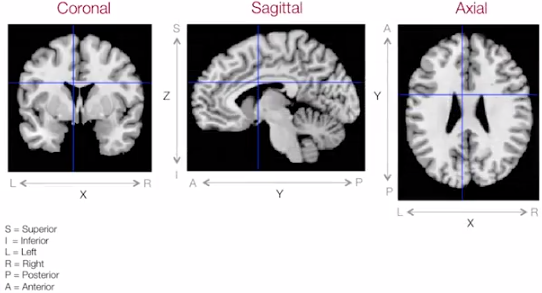 Coronal
Sagittal
Axial
S
Z
I
A
Y
P
L R
X
A P
Y
L R
X
S = Superior
I = Inferior
L = Left
R = Right
P = Posterior
A = Anterior